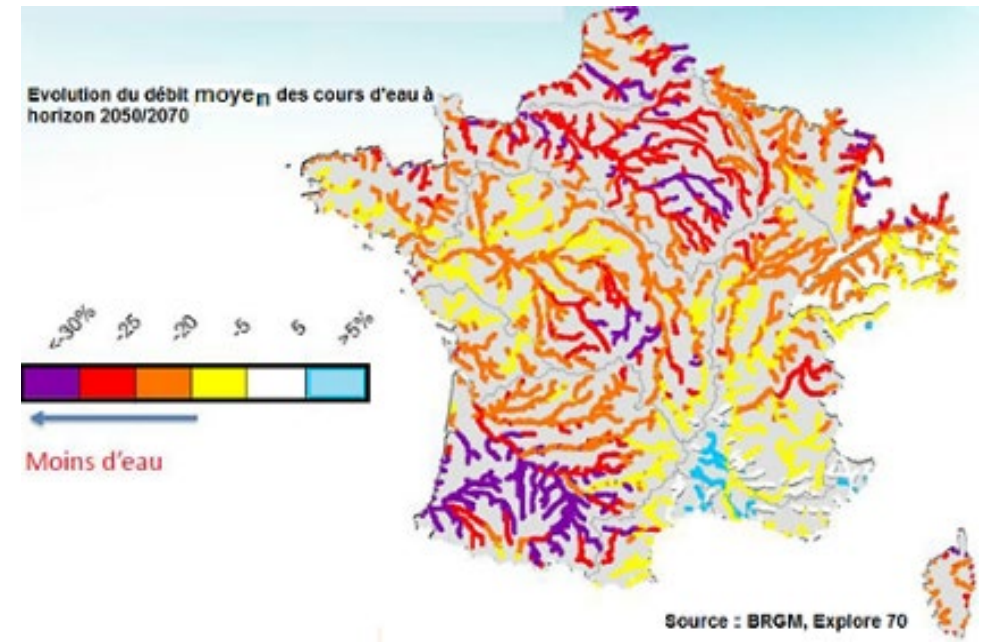 Evolution du débit moyen des cours d'eau à
horizon 2050/2070
<-30% -25 -20 -5 5 >5%
Moins d'eau
Source : BRGM, Explore 70